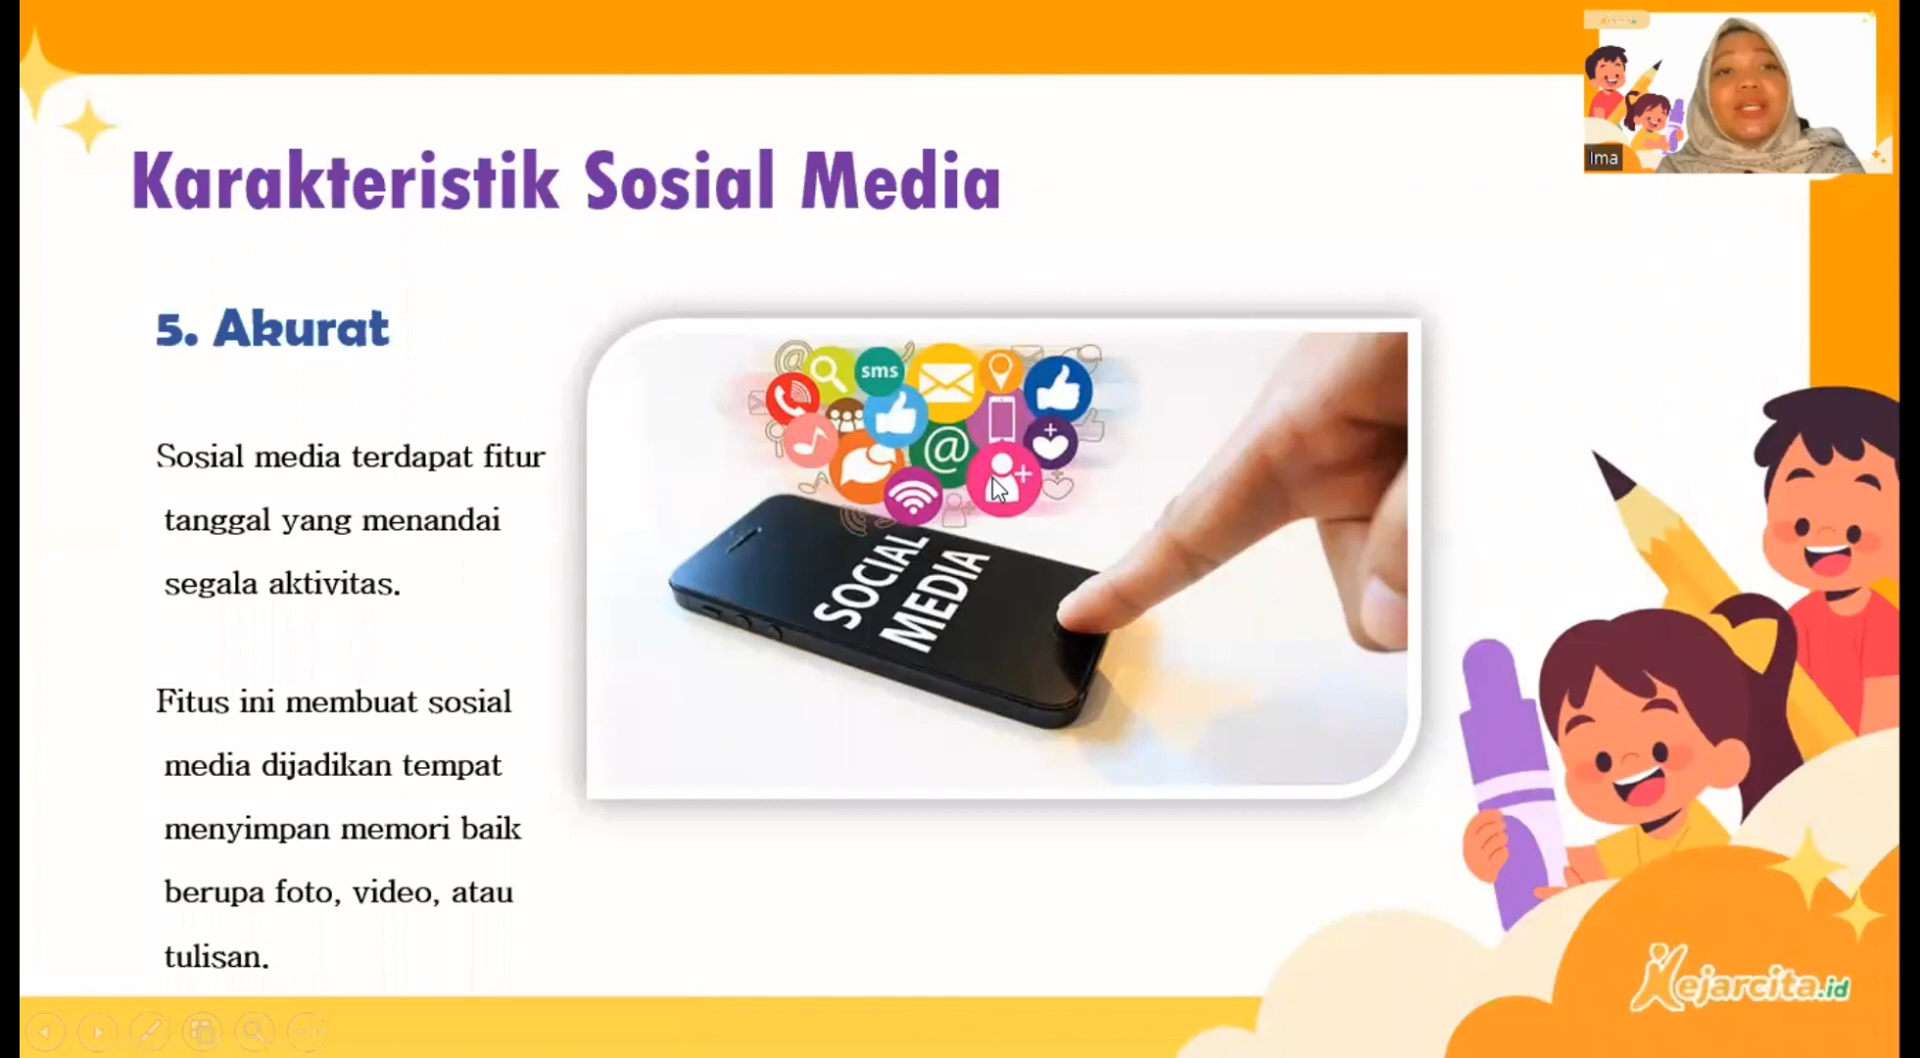 Karakteristik Sosial Media
Ima
5. Akurat
Sosial media terdapat fitur
tanggal yang menandai
segala aktivitas.
Fitus ini membuat sosial
media dijadikan tempat
menyimpan memori baik
berupa foto, video, atau
tulisan.
sms
@
SOCIAL
MEDIA
Kejarcita.id